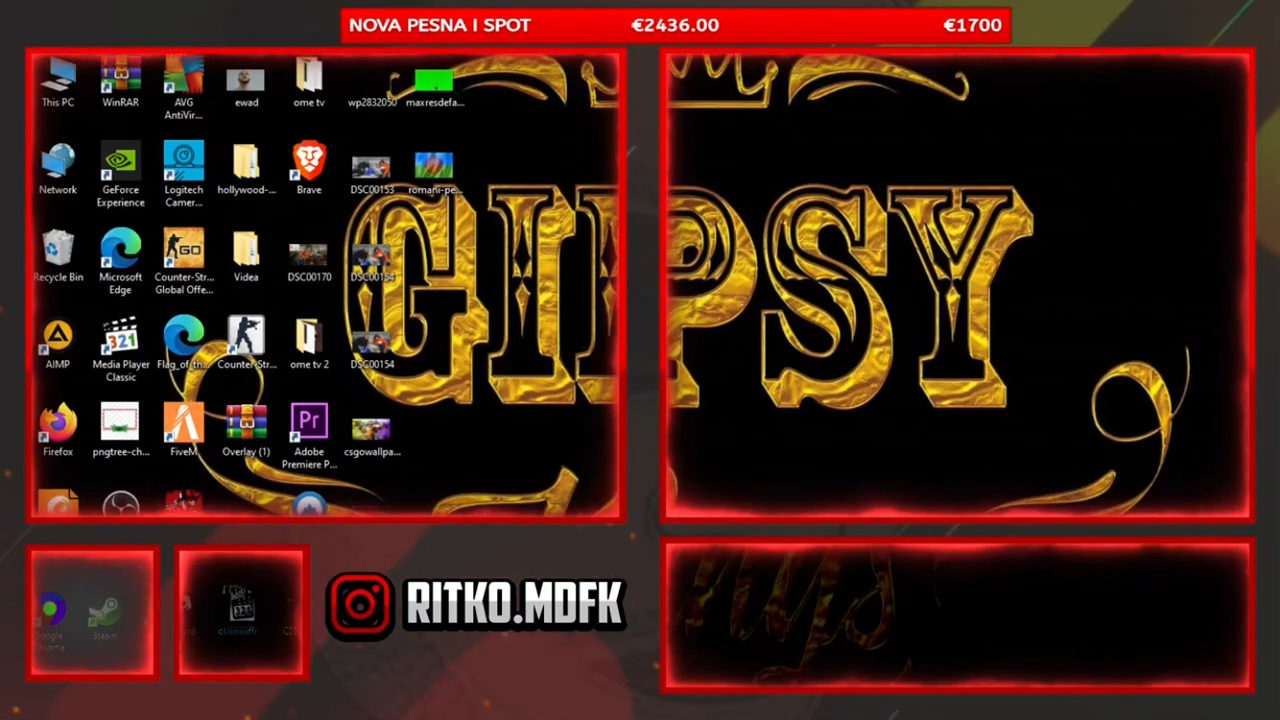 NOVA PESNA I SPOT €2436.00 €1700
This PC WinRAR AVG AntiVir... ewad ome tv wp2832050 maxresdefa...
Network GeForce Experience Logitech Camer... hollywood-... Brave DSC00153 romani-pe...
Recycle Bin Microsoft Edge Counter-Str... Global Offe... Videa DSC00170 DSC00154
AIMP Media Player Classic Flag_of_th... Counter-Str... ome tv 2 DSC00154
Firefox pngtree-ch... FiveM Overlay (1) Adobe Premiere P... csgowallpa...
GIPSY
Google Chrome Steam
RITKO.MDFK